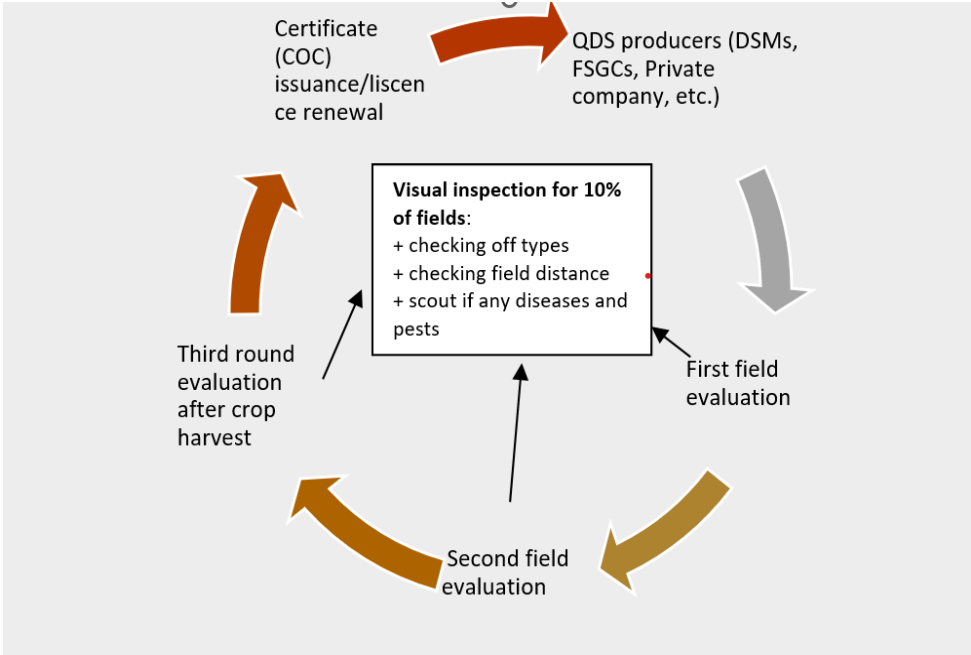 Certificate
(COC)
issuance/liscen
ce renewal
QDS producers (DSMs,
FSGCs, Private
company, etc.)
Visual inspection for 10%
of fields:
+ checking off types
+ checking field distance
+ scout if any diseases and
pests
First field
evaluation
Second field
evaluation
Third round
evaluation
after crop
harvest